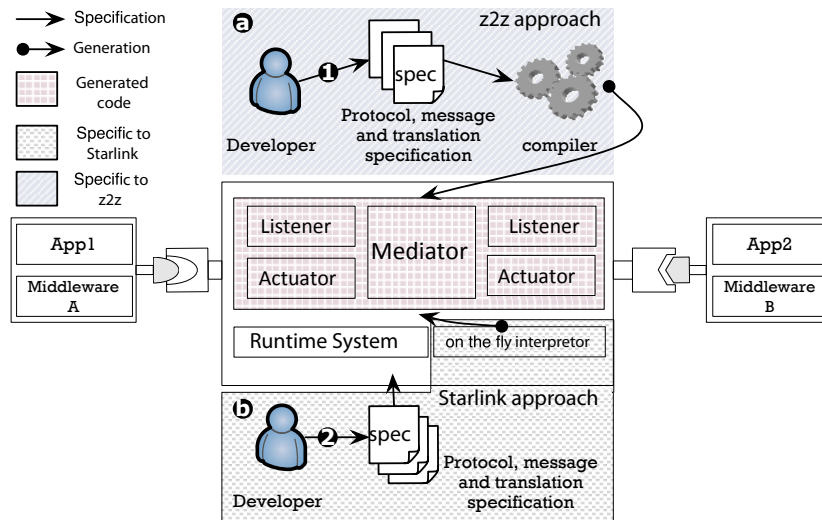 Specification
Generation
Generated
code
Specific to
Starlink
Specific to
z2z
a
z2z approach
1
spec
Developer
Protocol, message
and translation
specification
compiler
App1
Middleware
A
Listener
Actuator
Mediator
Listener
Actuator
App2
Middleware
B
Runtime System
on the fly interpretor
Starlink approach
b
2
spec
Developer
Protocol, message
and translation
specification